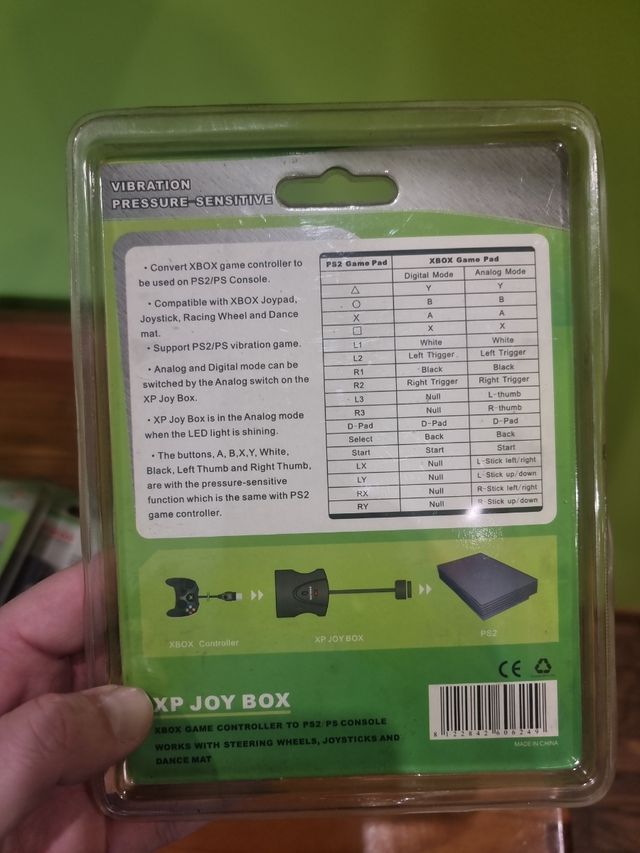 VIBRATION
PRESSURE-SENSITIVE
· Convert XBOX game controller to
be used on PS2/PS Console.
· Compatible with XBOX Joypad,
Joystick, Racing Wheel and Dance
mat.
· Support PS2/PS vibration game.
· Analog and Digital mode can be
switched by the Analog switch on the
XP Joy Box.
· XP Joy Box is in the Analog mode
when the LED light is shining.
· The buttons, A, B,X,Y, White,
Black, Left Thumb and Right Thumb,
are with the pressure-sensitive
function which is the same with PS2
game controller.
PS2 Game Pad XBOX Game Pad
Digital Mode Analog Mode
△ Y Y
○ B B
X A A
□ X X
L1 White White
L2 Left Trigger Left Trigger
R1 Black Black
R2 Right Trigger Right Trigger
L3 Null L-thumb
R3 Null R-thumb
D-Pad D-Pad D-Pad
Select Back Back
Start Start Start
LX Null L-Stick left/right
LY Null L-Stick up/down
RX Null R-Stick left/right
RY Null R-Stick up/down
XBOX Controller XP JOY BOX PS2
CE
XP JOY BOX
XBOX GAME CONTROLLER TO PS2/PS CONSOLE
WORKS WITH STEERING WHEELS, JOYSTICKS AND
DANCE MAT
8 122842 606249
MADE IN CHINA